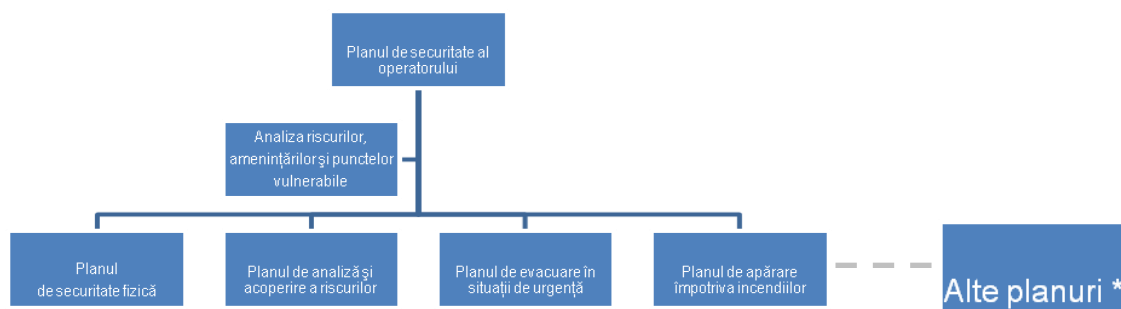 Planul de securitate al
operatorului
Analiza riscurilor,
amenințărilor și punctelor
vulnerabile
Planul
de securitate fizică
Planul de analiză și
acoperire a riscurilor
Planul de evacuare în
situații de urgență
Planul de apărare
împotriva incendiilor
Alte planuri *